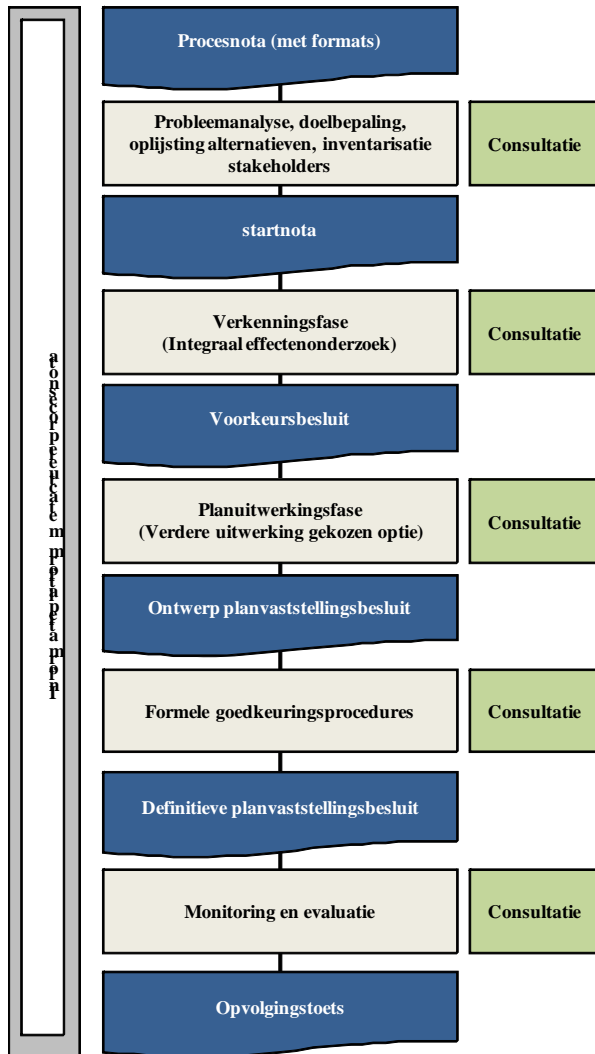 Procesnota (met formats)
Probleemanalyse, doelbepaling,
oplijsting alternatieven, inventarisatie
stakeholders
Consultatie
startnota
Verkenningsfase
(Integraal effectenonderzoek)
Consultatie
Voorkeursbesluit
Planuitwerkingsfase
(Verdere uitwerking gekozen optie)
Consultatie
Ontwerp planvaststellingsbesluit
Formele goedkeuringsprocedures
Consultatie
Definitieve planvaststellingsbesluit
Monitoring en evaluatie
Consultatie
Opvolgingstoets